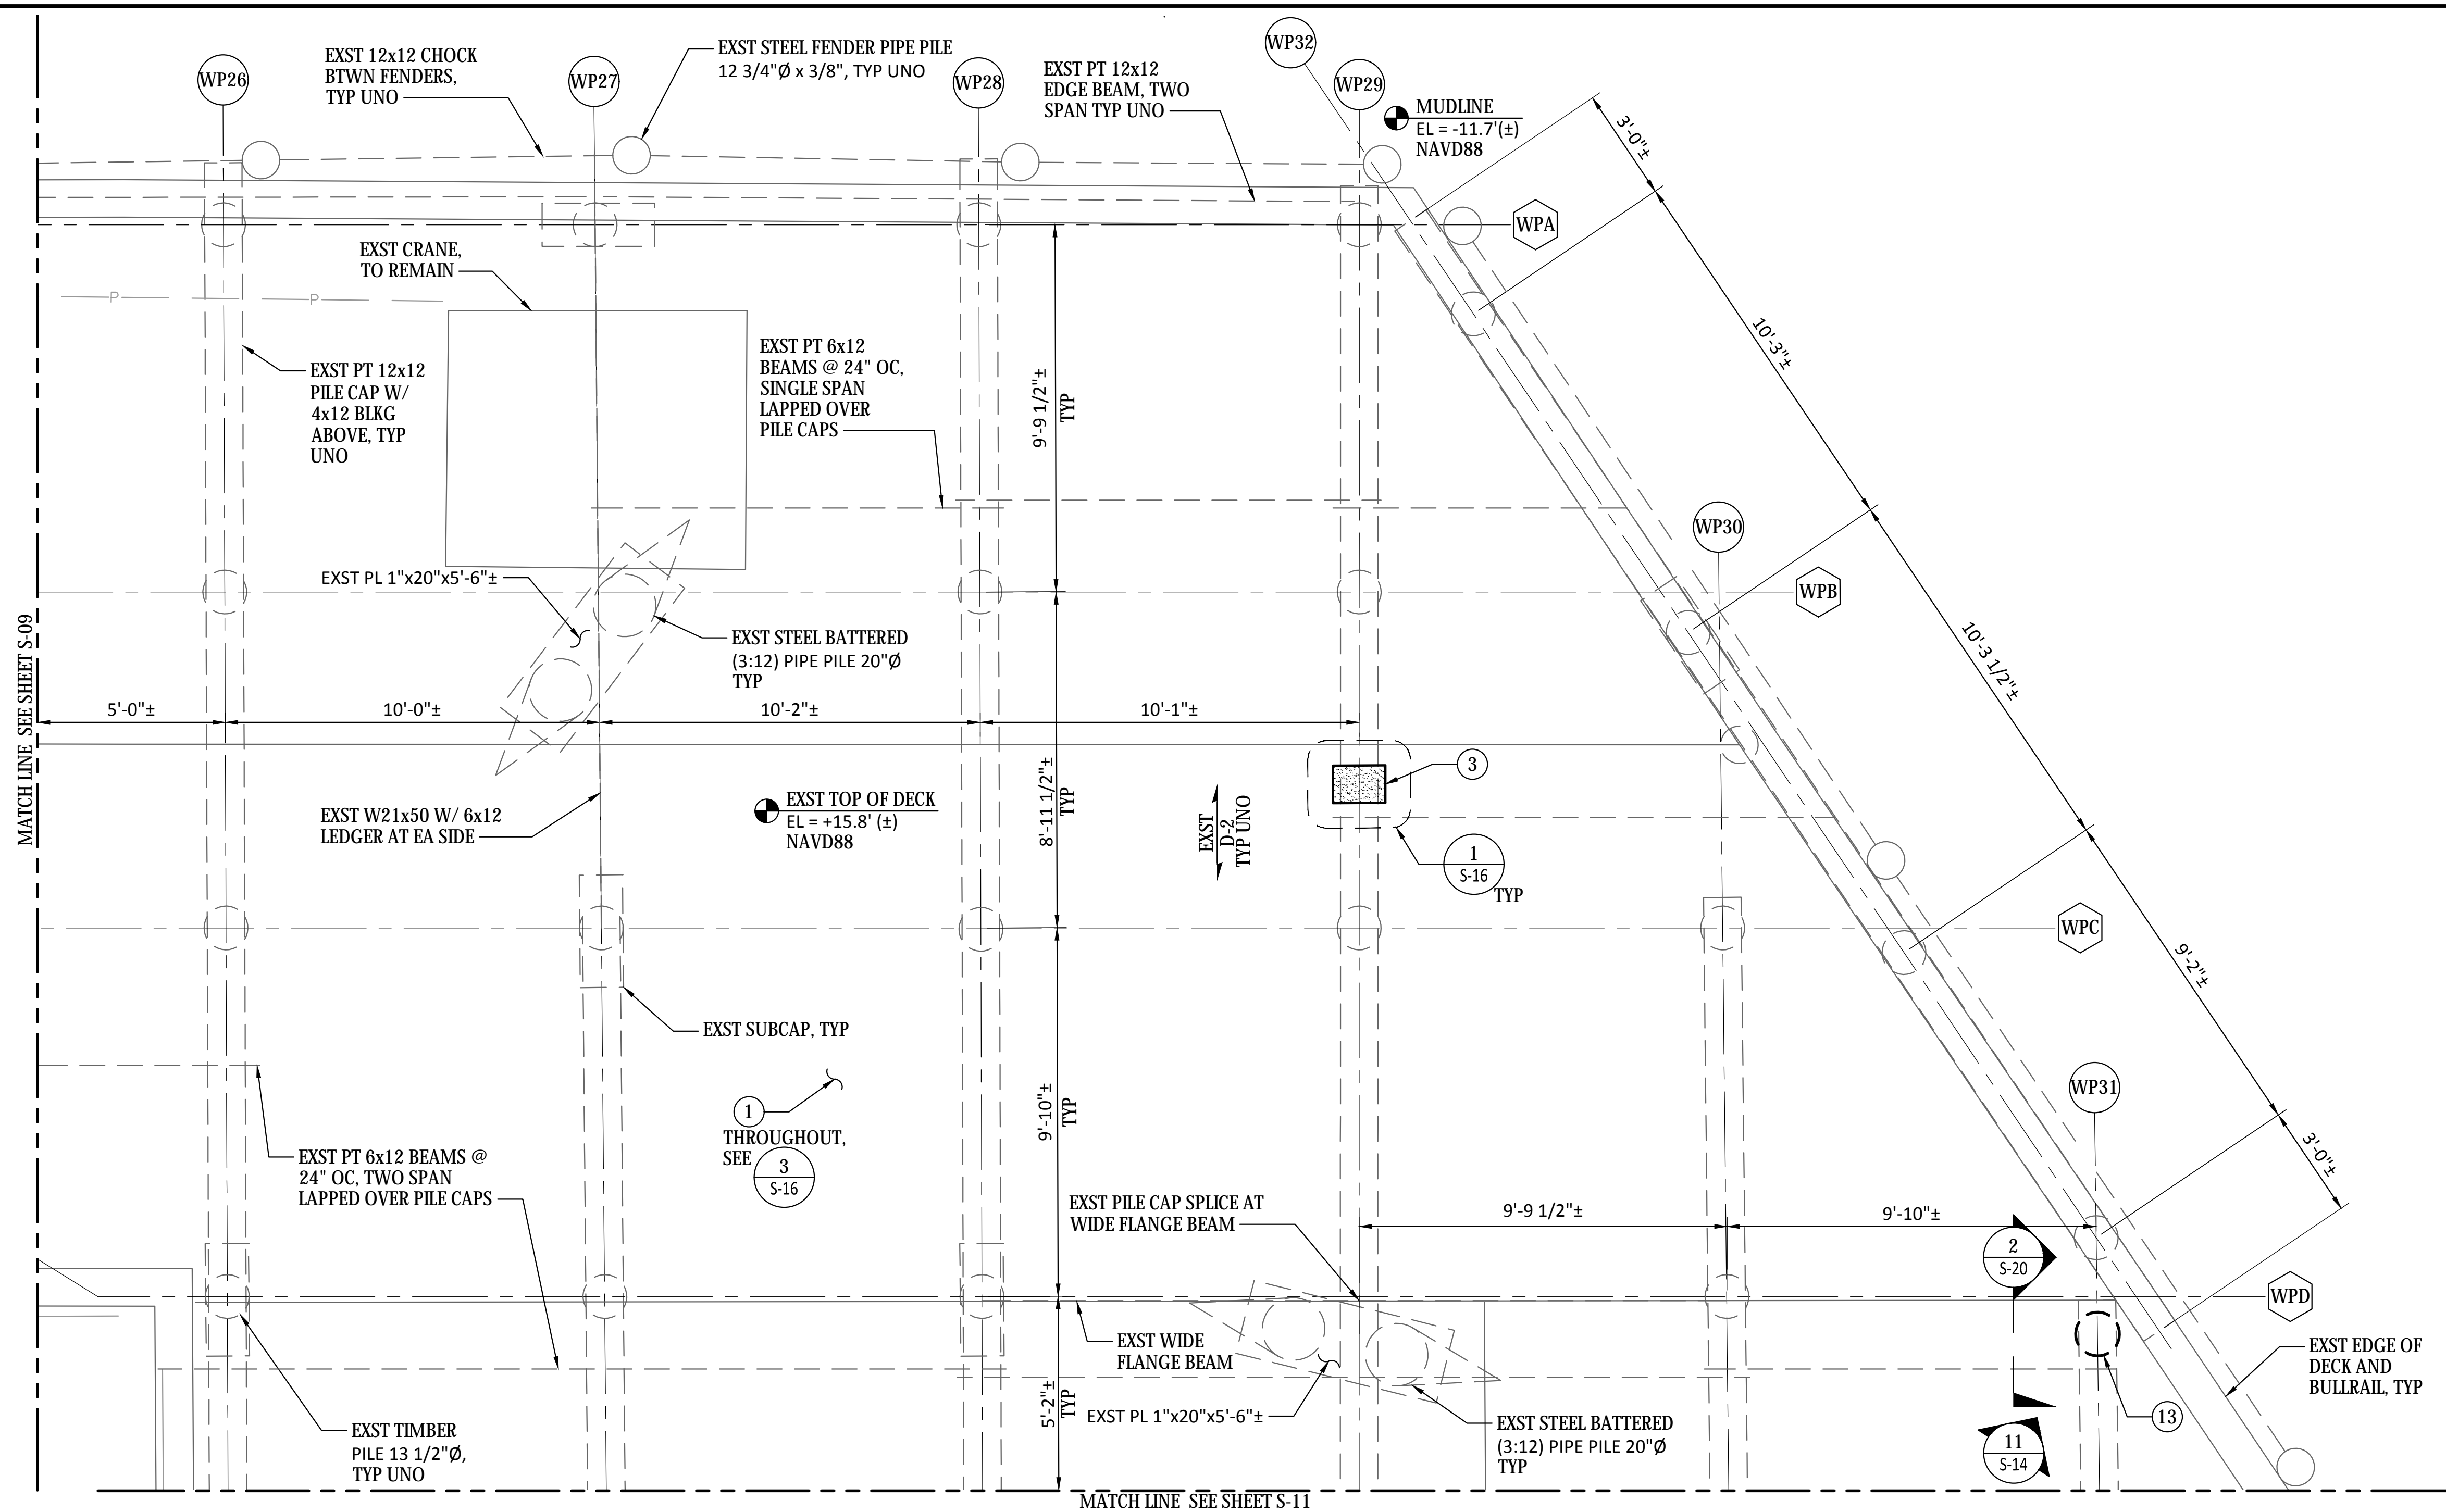 WP26
WP27
WP28
WP32
WP29
EXST 12x12 CHOCK
BTWN FENDERS,
TYP UNO
EXST STEEL FENDER PIPE PILE
12 3/4"Ø x 3/8", TYP UNO
EXST PT 12x12
EDGE BEAM, TWO
SPAN TYP UNO
MUDLINE
EL = -11.7'(±)
NAVD88
3'-0"±
WPA
EXST CRANE,
TO REMAIN
P
P
EXST PT 12x12
PILE CAP W/
4x12 BLKG
ABOVE, TYP
UNO
EXST PT 6x12
BEAMS @ 24" OC,
SINGLE SPAN
LAPPED OVER
PILE CAPS
9'-9 1/2"±
TYP
10'-3"±
WP30
WPB
EXST PL 1"x20"x5'-6"±
EXST STEEL BATTERED
(3:12) PIPE PILE 20"Ø
TYP
10'-3 1/2"±
MATCH LINE SEE SHEET S-09
5'-0"±
10'-0"±
10'-2"±
10'-1"±
3
EXST W21x50 W/ 6x12
LEDGER AT EA SIDE
EXST TOP OF DECK
EL = +15.8' (±)
NAVD88
8'-11 1/2"±
TYP
EXST
D-2
TYP UNO
1
S-16
TYP
WPC
9'-2"±
EXST SUBCAP, TYP
WP31
1
THROUGHOUT,
SEE
3
S-16
9'-10"±
TYP
3'-0"±
EXST PT 6x12 BEAMS @
24" OC, TWO SPAN
LAPPED OVER PILE CAPS
EXST PILE CAP SPLICE AT
WIDE FLANGE BEAM
9'-9 1/2"±
9'-10"±
2
S-20
WPD
EXST WIDE
FLANGE BEAM
EXST EDGE OF
DECK AND
BULLRAIL, TYP
5'-2"±
TYP
EXST PL 1"x20"x5'-6"±
EXST STEEL BATTERED
(3:12) PIPE PILE 20"Ø
TYP
13
11
S-14
EXST TIMBER
PILE 13 1/2"Ø,
TYP UNO
MATCH LINE SEE SHEET S-11